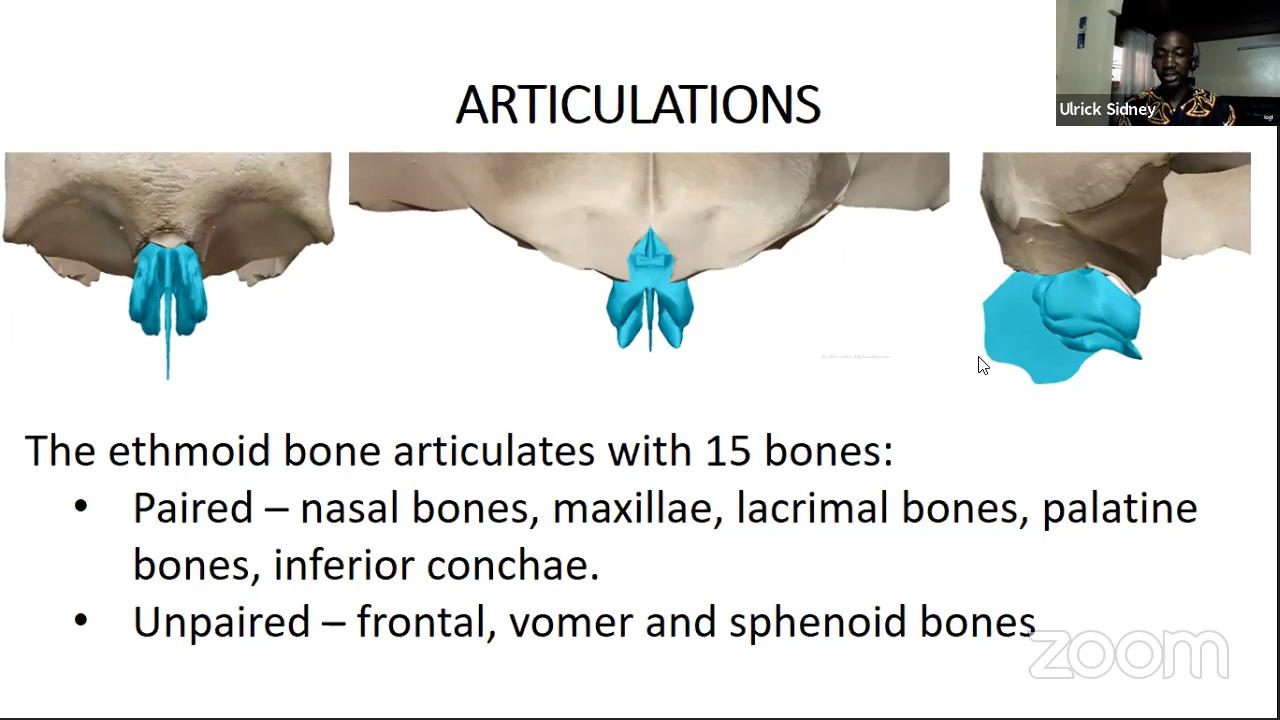 ARTICULATIONS
Ulrick Sidney
logi
The ethmoid bone articulates with 15 bones:
• Paired – nasal bones, maxillae, lacrimal bones, palatine
bones, inferior conchae.
• Unpaired – frontal, vomer and sphenoid bones
zoom